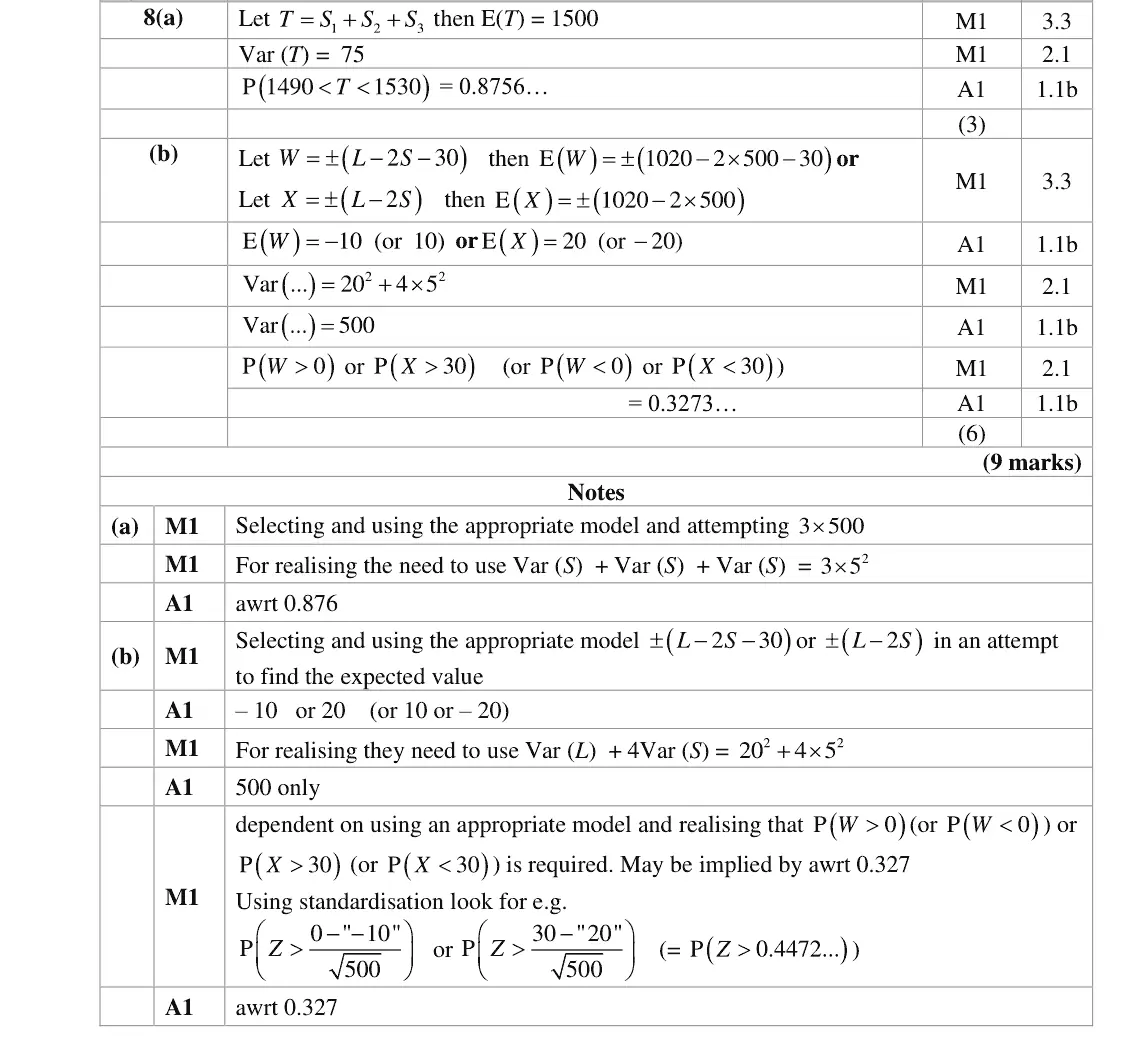 8(a) Let T = S₁ + S₂ + S₃ then E(T) = 1500 M1 3.3
Var (T) = 75 M1 2.1
P(1490 < T < 1530) = 0.8756… A1 1.1b
(3)
(b) Let W = ±(L − 2S − 30) then E(W) = ±(1020 − 2×500 − 30) or
Let X = ±(L − 2S) then E(X) = ±(1020 − 2×500) M1 3.3
E(W) = −10 (or 10) or E(X) = 20 (or −20) A1 1.1b
Var(...) = 20² + 4×5² M1 2.1
Var(...) = 500 A1 1.1b
P(W > 0) or P(X > 30) (or P(W < 0) or P(X < 30)) M1 2.1
= 0.3273… A1 1.1b
(6)
(9 marks)
Notes
(a) M1 Selecting and using the appropriate model and attempting 3×500
M1 For realising the need to use Var (S) + Var (S) + Var (S) = 3×5²
A1 awrt 0.876
(b) M1 Selecting and using the appropriate model ±(L − 2S − 30) or ±(L − 2S) in an attempt
to find the expected value
A1 – 10 or 20 (or 10 or – 20)
M1 For realising they need to use Var (L) + 4Var (S) = 20² + 4×5²
A1 500 only
M1 dependent on using an appropriate model and realising that P(W > 0) (or P(W < 0)) or
P(X > 30) (or P(X < 30)) is required. May be implied by awrt 0.327
Using standardisation look for e.g.
P(Z > (0 − "−10")/√500) or P(Z > (30 − "20")/√500) (= P(Z > 0.4472...))
A1 awrt 0.327